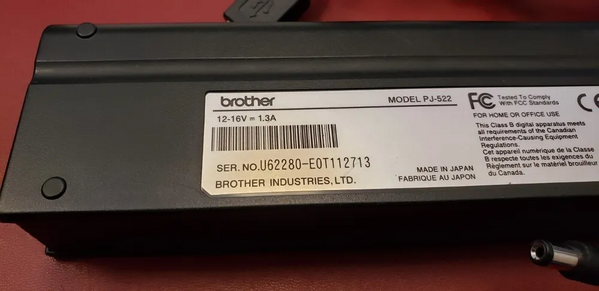 brother
MODEL PJ-522
12-16V ⎓ 1.3A
SER. NO.U62280-E0T112713
BROTHER INDUSTRIES, LTD.
MADE IN JAPAN
FABRIQUE AU JAPON
FC Tested To Comply
With FCC Standards
FOR HOME OR OFFICE USE
This Class B digital apparatus meets
all requirements of the Canadian
Interference-Causing Equipment
Regulations.
Cet appareil numérique de la Classe
B respecte toutes les exigences du
Règlement sur le matériel brouilleur
du Canada.
CE